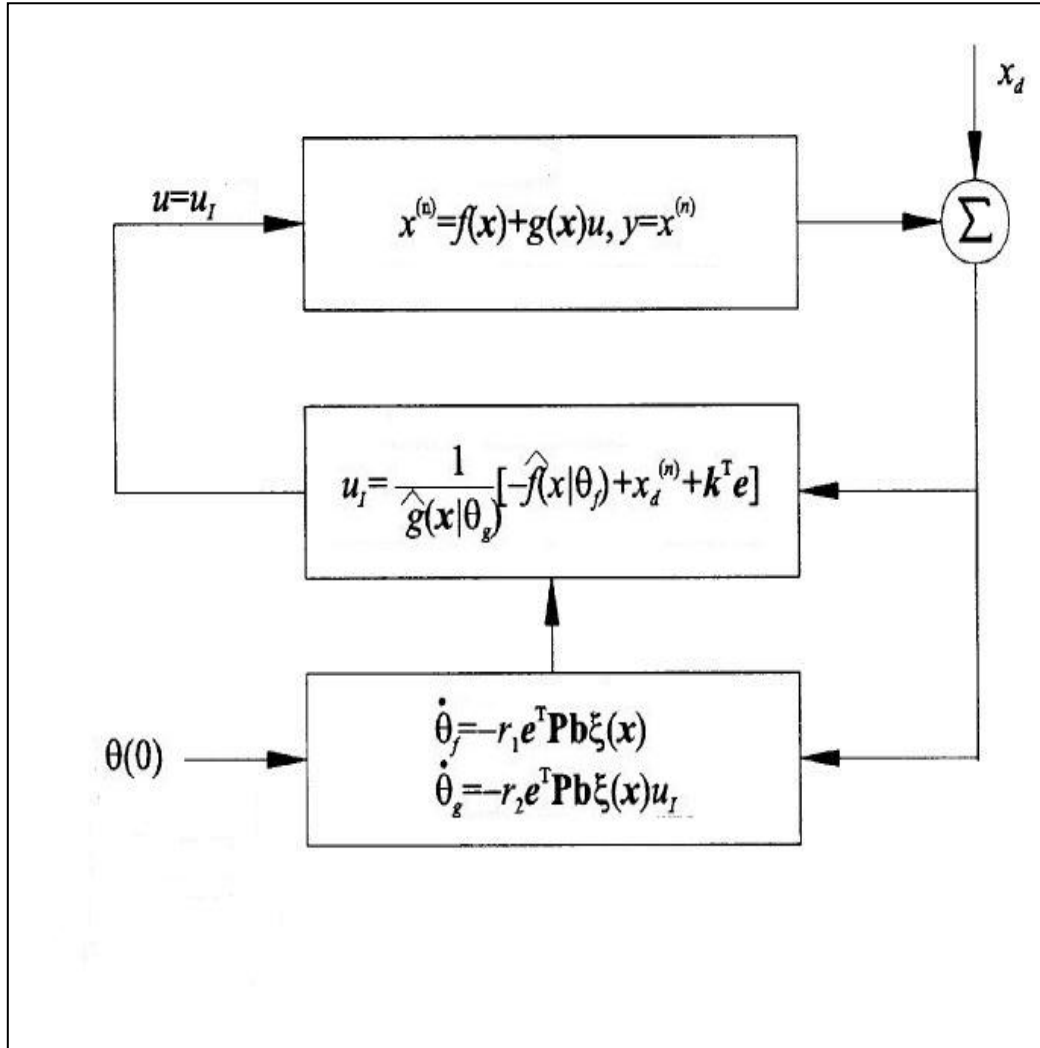 x_d
u=u_I
x^(n)=f(x)+g(x)u, y=x^(n)
Σ
u_I= 1/ĝ(x|θ_g) [-f̂(x|θ_f)+x_d^(n)+k^T e]
θ̇_f=-r_1 e^T Pbξ(x)
θ(0)
θ̇_g=-r_2 e^T Pbξ(x)u_I